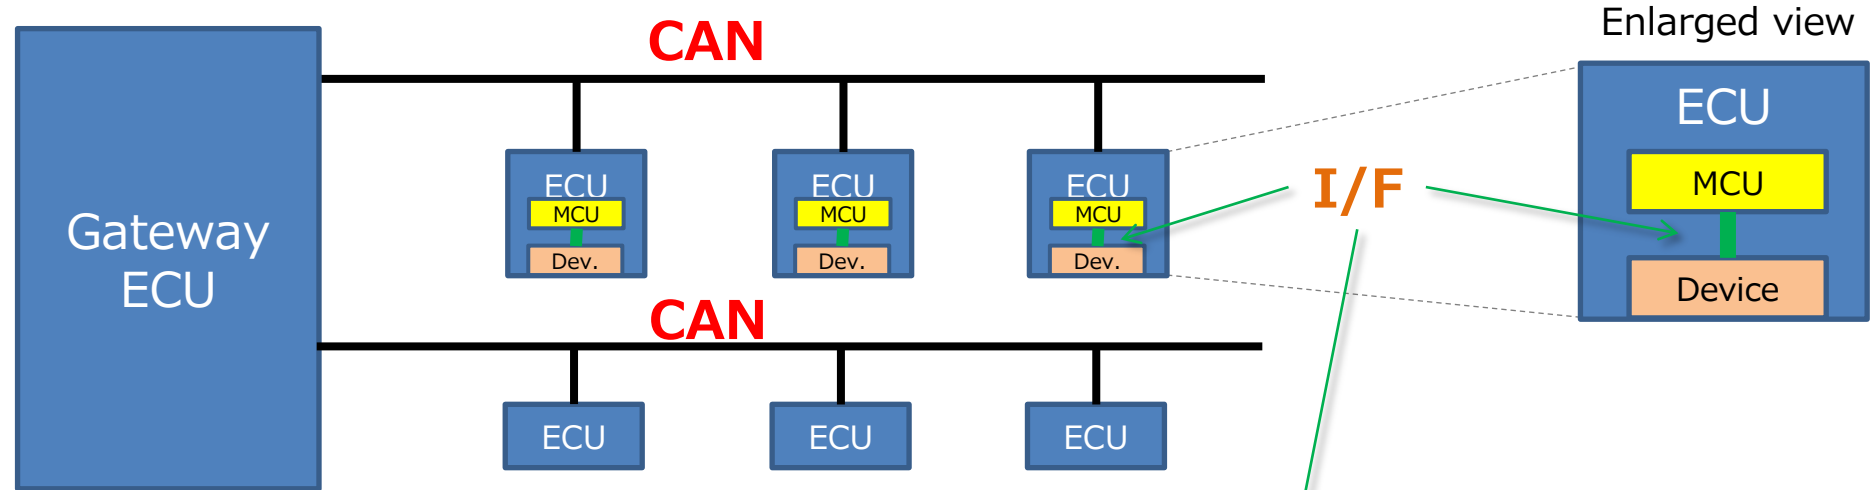 CAN
Enlarged view
ECU
MCU
Dev.
ECU
MCU
Dev.
ECU
MCU
Dev.
I/F
ECU
MCU
Device
Gateway
ECU
CAN
ECU
ECU
ECU